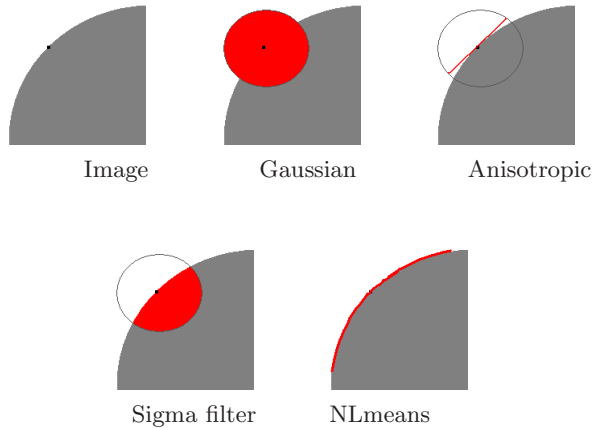 Image
Gaussian
Anisotropic
Sigma filter
NLmeans